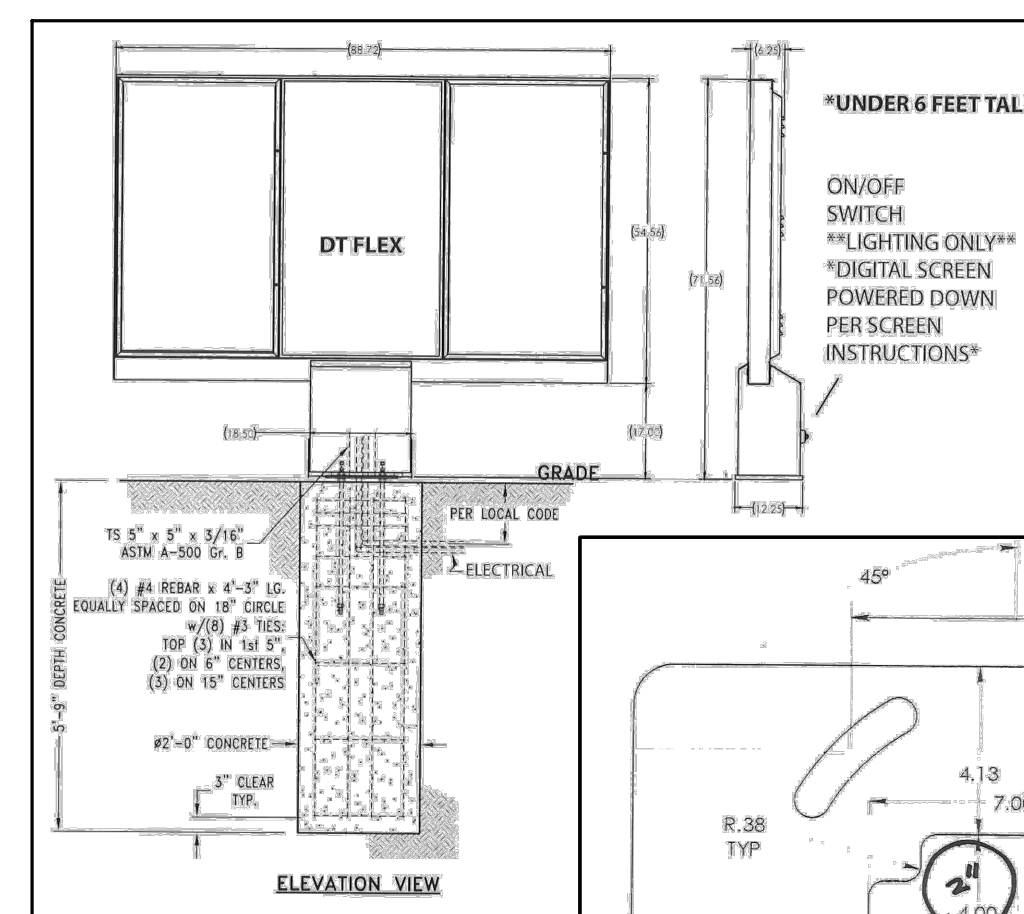 (88.72)
(6.25)
*UNDER 6 FEET TAL
ON/OFF
SWITCH
**LIGHTING ONLY**
*DIGITAL SCREEN
POWERED DOWN
PER SCREEN
INSTRUCTIONS*
DT FLEX
(54.56)
(71.56)
(18.50)
(17.00)
GRADE
(12.25)
PER LOCAL CODE
TS 5" x 5" x 3/16"
ASTM A-500 Gr. B
ELECTRICAL
(4) #4 REBAR x 4'-3" LG.
EQUALLY SPACED ON 18" CIRCLE
w/(8) #3 TIES:
TOP (3) IN 1st 5",
(2) ON 6" CENTERS,
(3) ON 15" CENTERS
5'-9" DEPTH CONCRETE
ø2'-0" CONCRETE
3" CLEAR
TYP.
ELEVATION VIEW
45°
4.13
7.00
R.38
TYP
2"
4.00